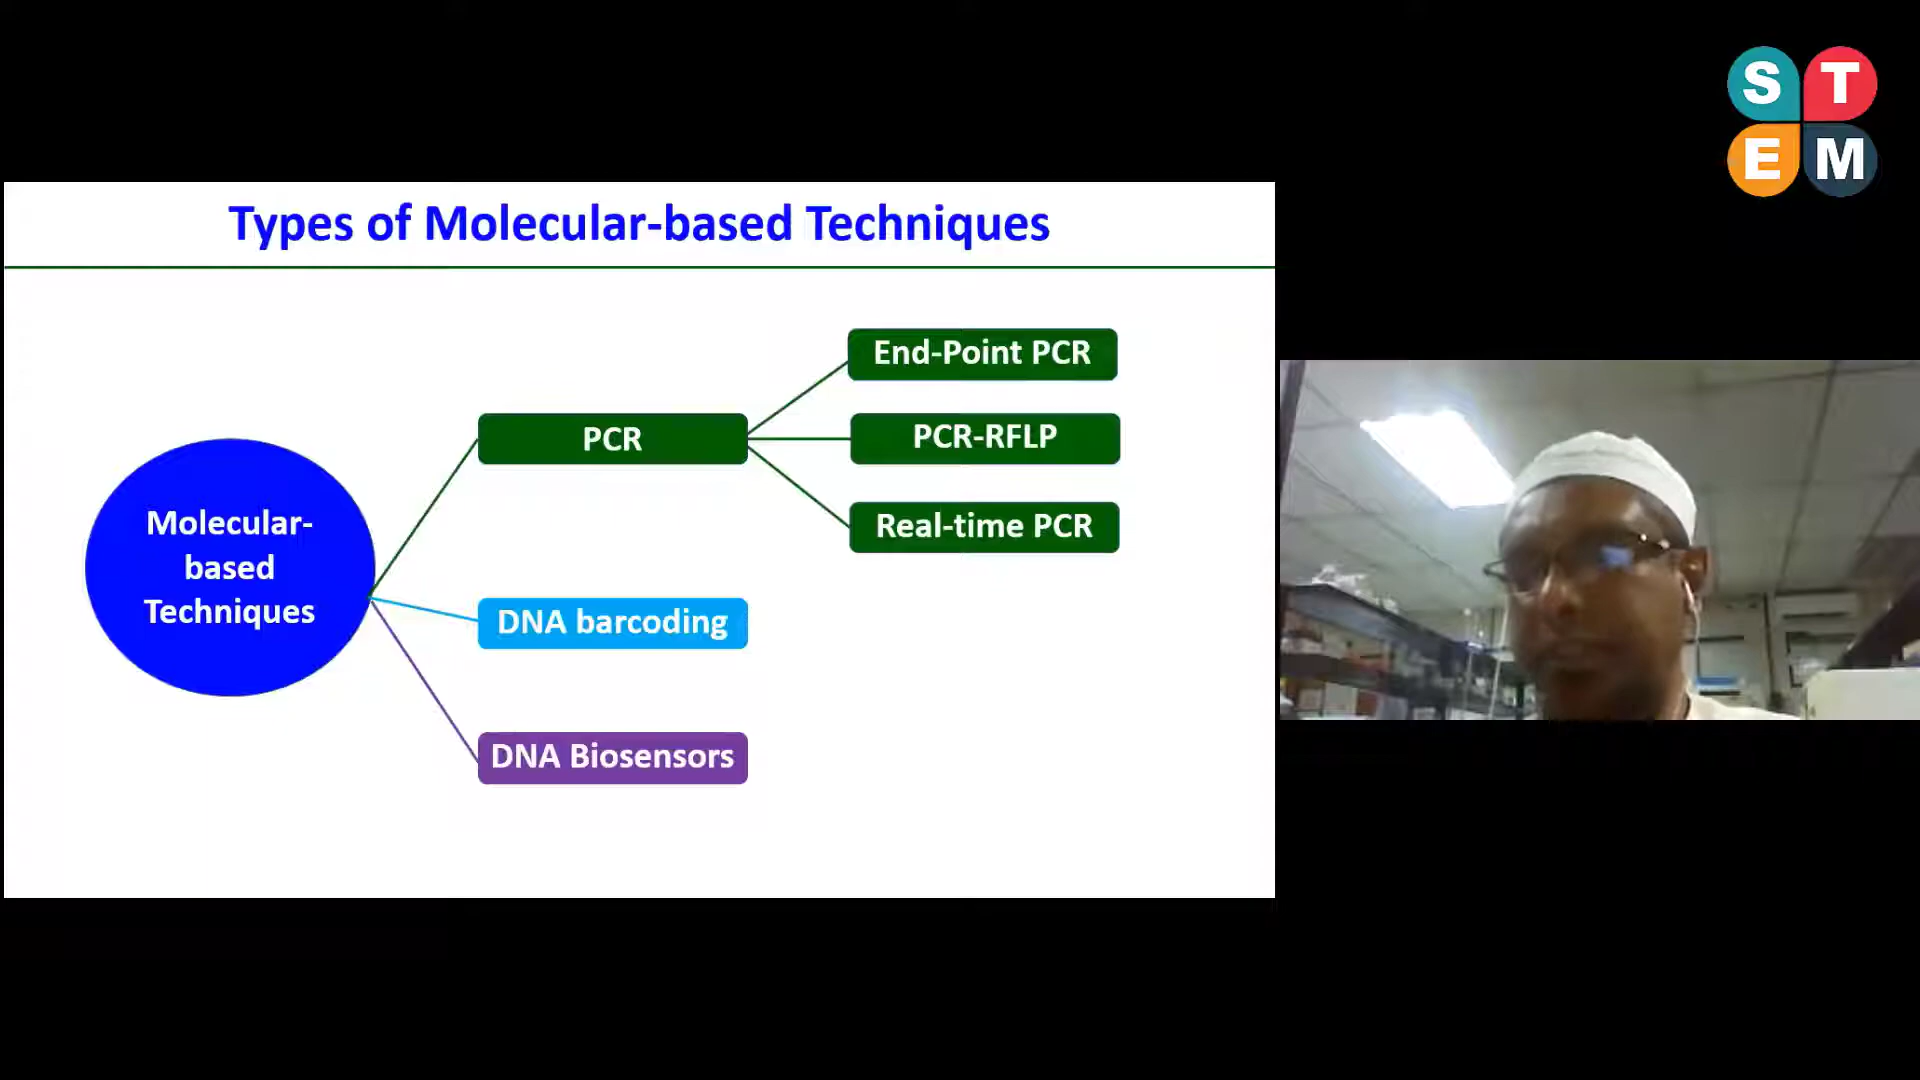 S T
E M
Types of Molecular-based Techniques
End-Point PCR
PCR
PCR-RFLP
Real-time PCR
Molecular-
based
Techniques
DNA barcoding
DNA Biosensors